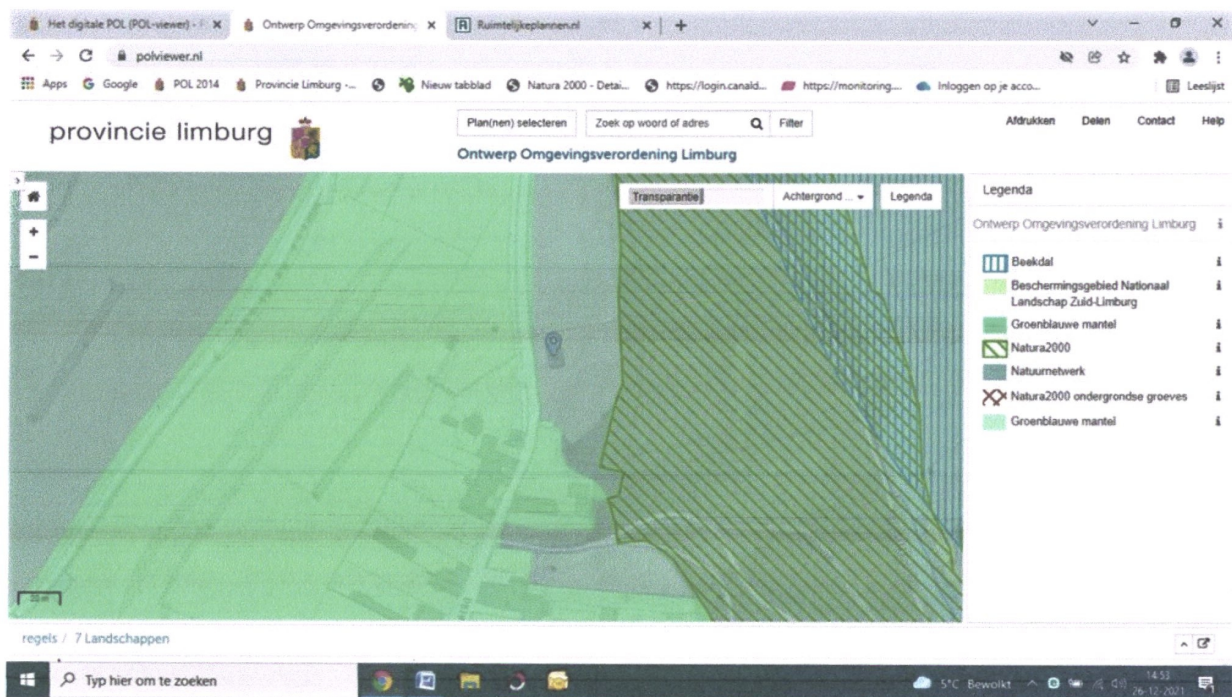 Het digitale POL (POL-viewer) - P
Ontwerp Omgevingsverordening
Ruimtelijkeplannen.nl
polviewer.nl
Apps
Google
POL 2014
Provincie Limburg -...
Nieuw tabblad
Natura 2000 - Detai...
https://login.canald...
https://monitoring....
Inloggen op je acco...
Leeslijst
provincie limburg
Plan(nen) selecteren
Zoek op woord of adres
Filter
Afdrukken
Delen
Contact
Help
Ontwerp Omgevingsverordening Limburg
Transparantie
Achtergrond ...
Legenda
Legenda
Ontwerp Omgevingsverordening Limburg
Beekdal
Beschermingsgebied Nationaal
Landschap Zuid-Limburg
Groenblauwe mantel
Natura2000
Natuurnetwerk
Natura2000 ondergrondse groeves
Groenblauwe mantel
regels / 7 Landschappen
Typ hier om te zoeken
5°C Bewolkt
14:53
26-12-2021